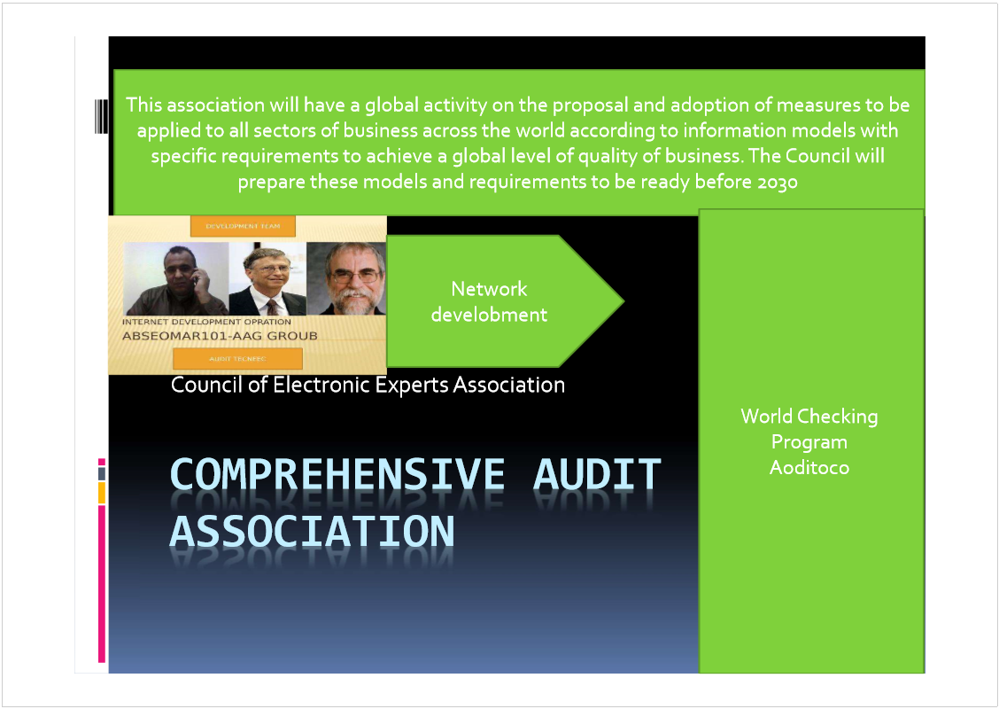 This association will have a global activity on the proposal and adoption of measures to be
applied to all sectors of business across the world according to information models with
specific requirements to achieve a global level of quality of business. The Council will
prepare these models and requirements to be ready before 2030
DEVELOPMENT TEAM
INTERNET DEVELOPMENT OPRATION
ABSEOMAR101-AAG GROUB
AUDIT TECNEEC
Network
develobment
Council of Electronic Experts Association
COMPREHENSIVE AUDIT
ASSOCIATION
World Checking
Program
Aoditoco